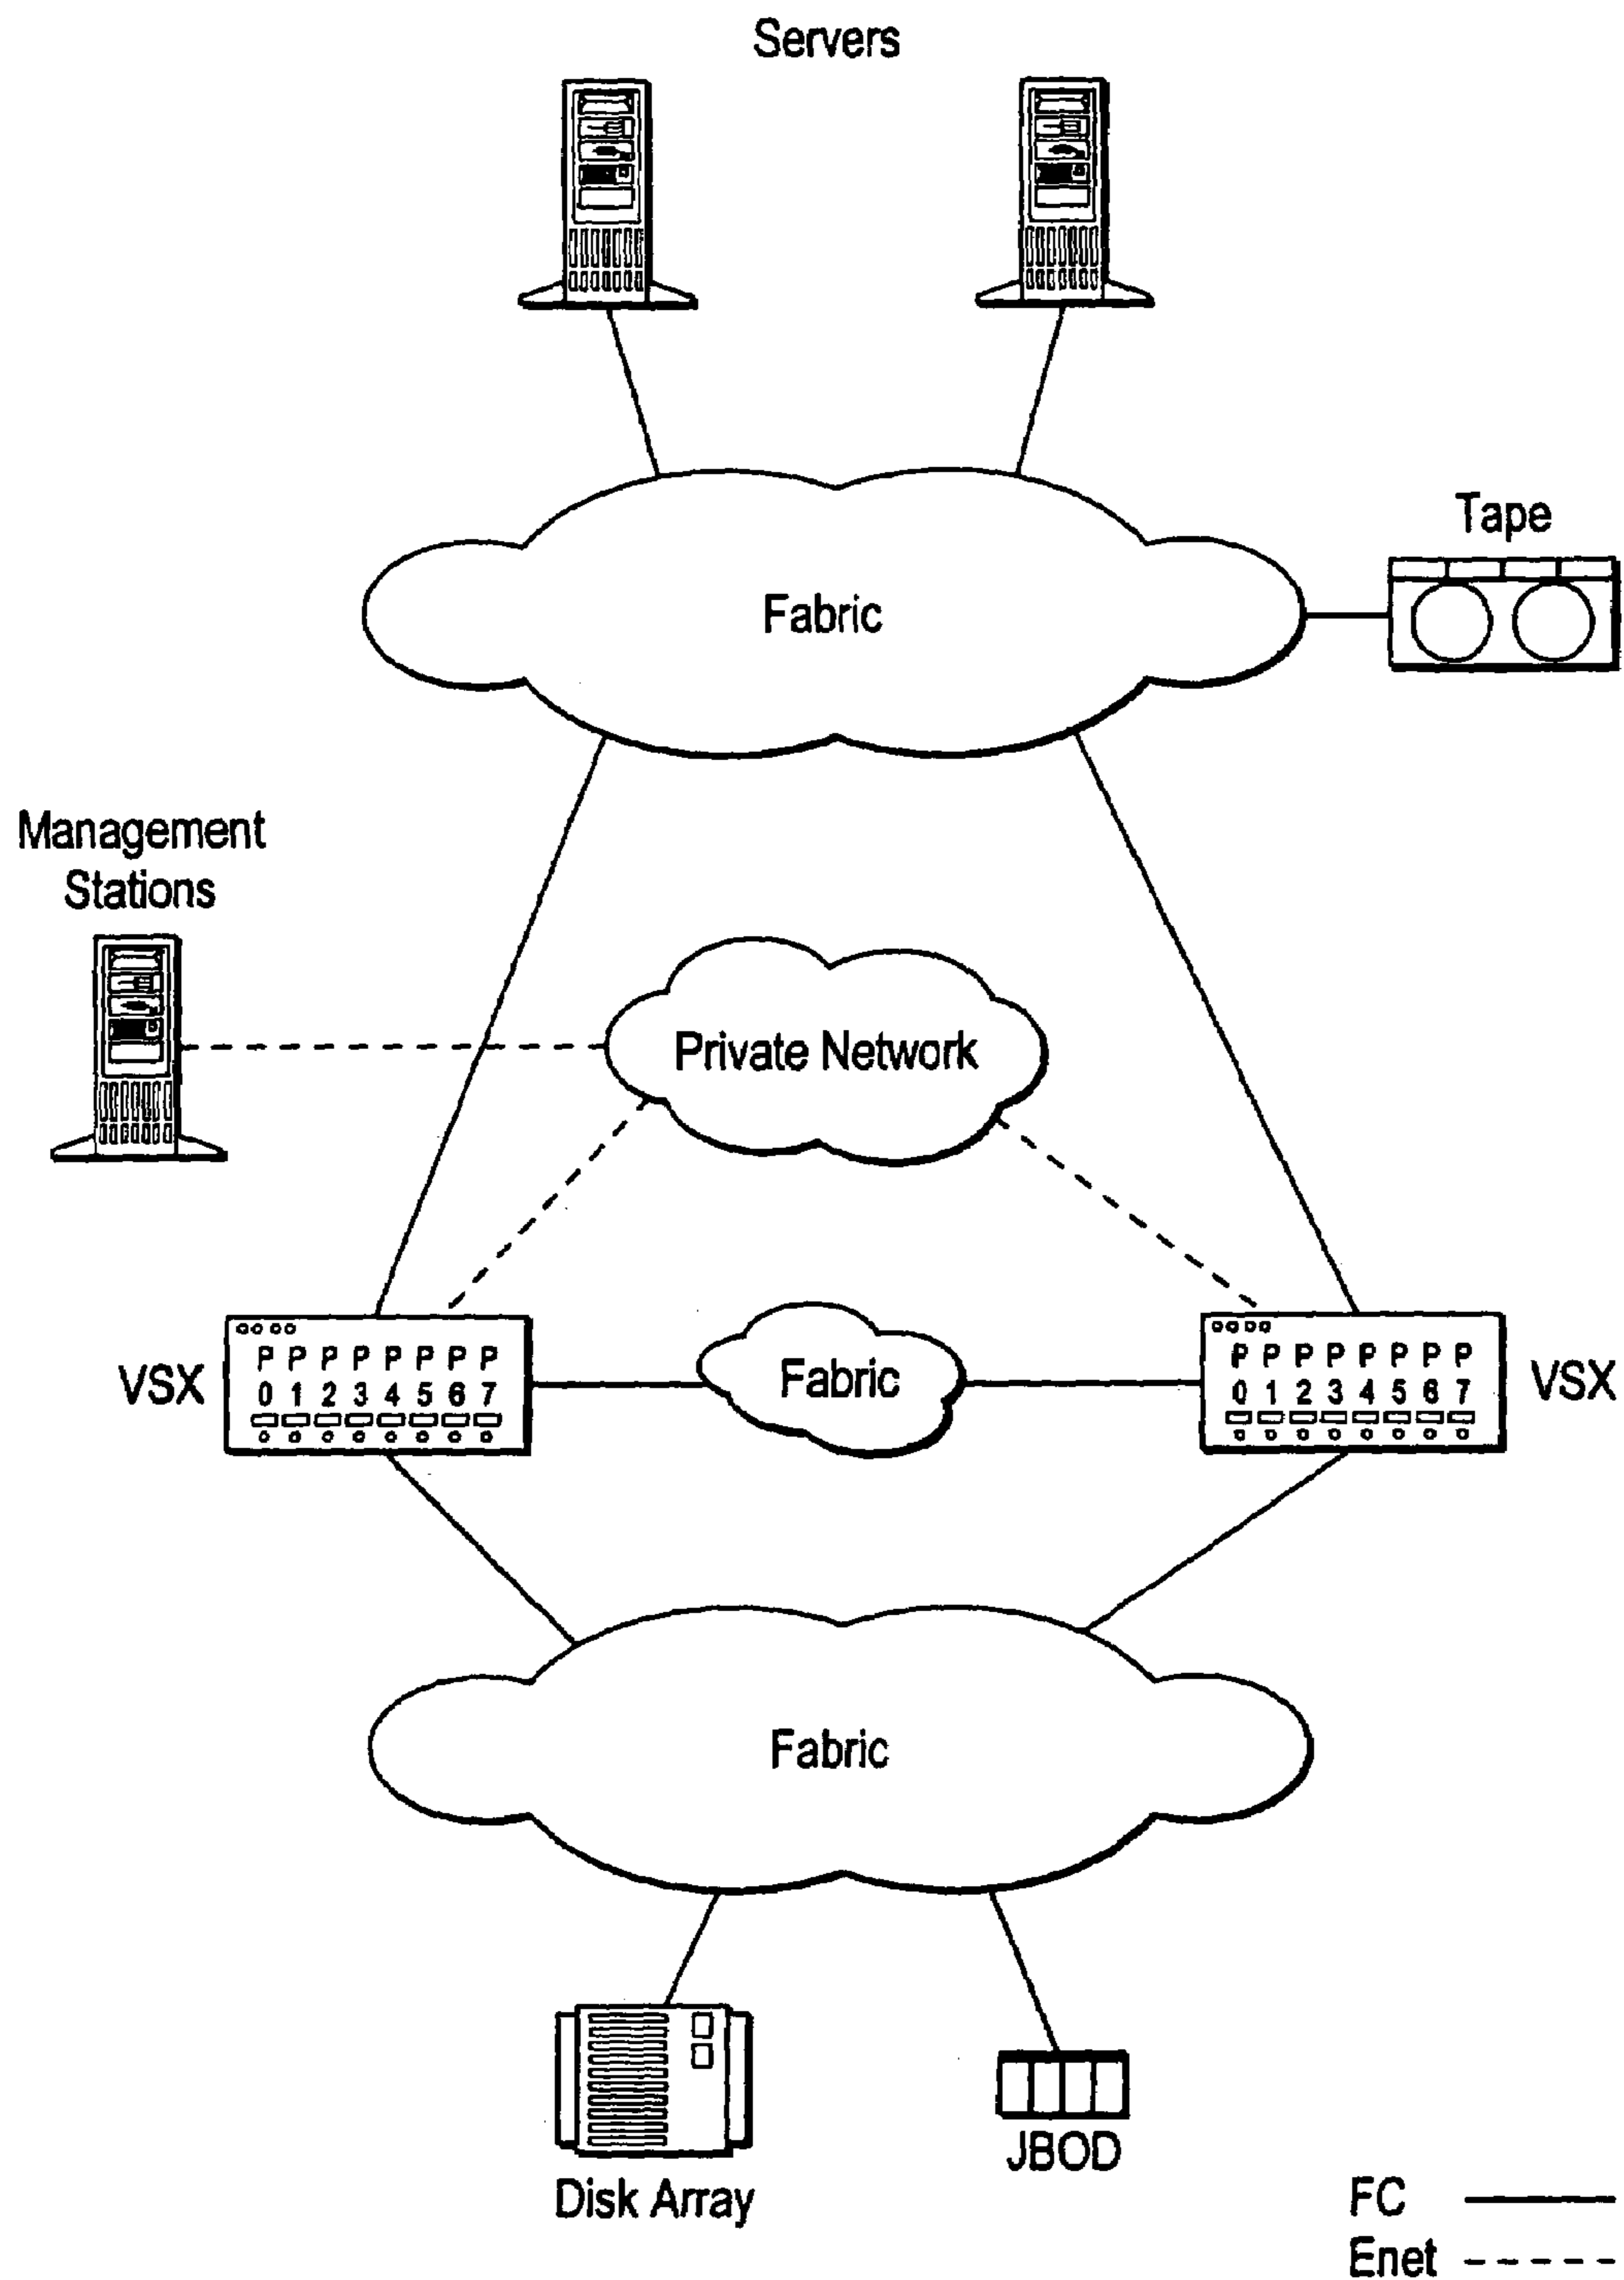 Servers
Tape
Fabric
Management
Stations
Private Network
P P P P P P P P
0 1 2 3 4 5 6 7
VSX
Fabric
P P P P P P P P
0 1 2 3 4 5 6 7
VSX
Fabric
JBOD
Disk Array
FC
Enet